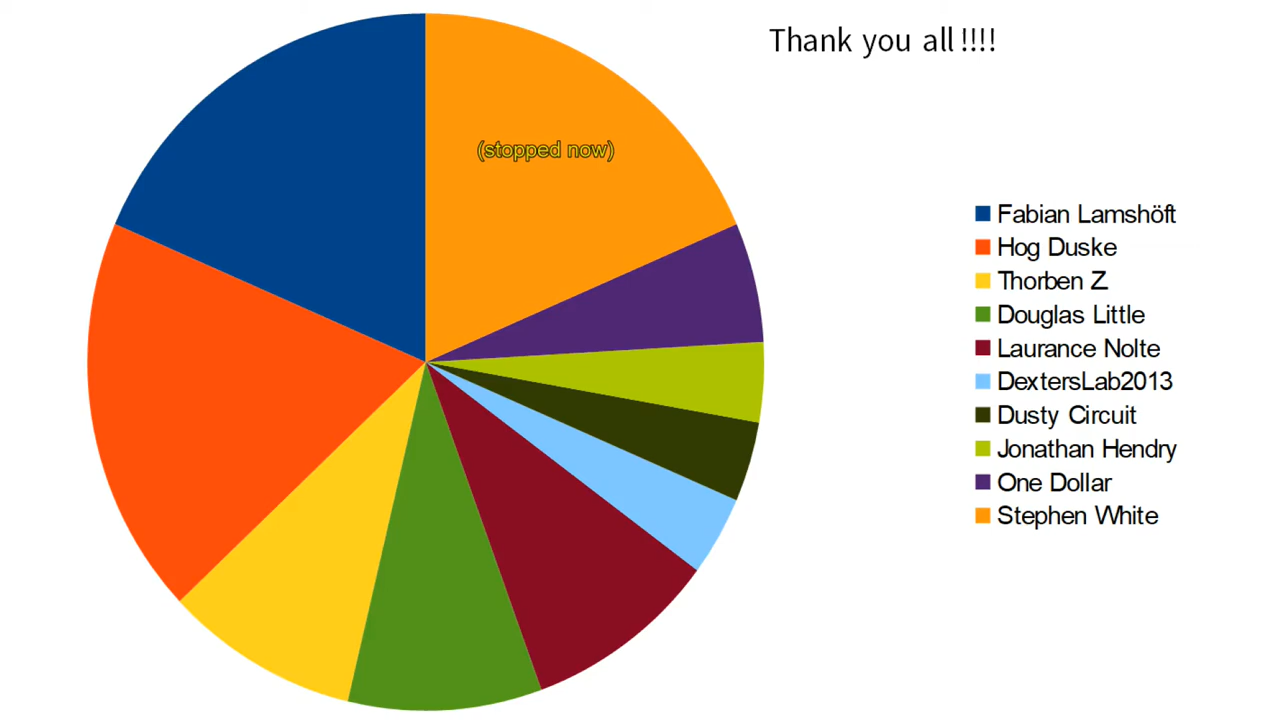 Thank you all !!!!
(stopped now)
Fabian Lamshöft
Hog Duske
Thorben Z
Douglas Little
Laurance Nolte
DextersLab2013
Dusty Circuit
Jonathan Hendry
One Dollar
Stephen White